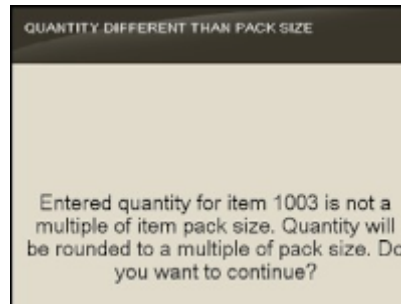 QUANTITY DIFFERENT THAN PACK SIZE
Entered quantity for item 1003 is not a
multiple of item pack size. Quantity will
be rounded to a multiple of pack size. Do
you want to continue?